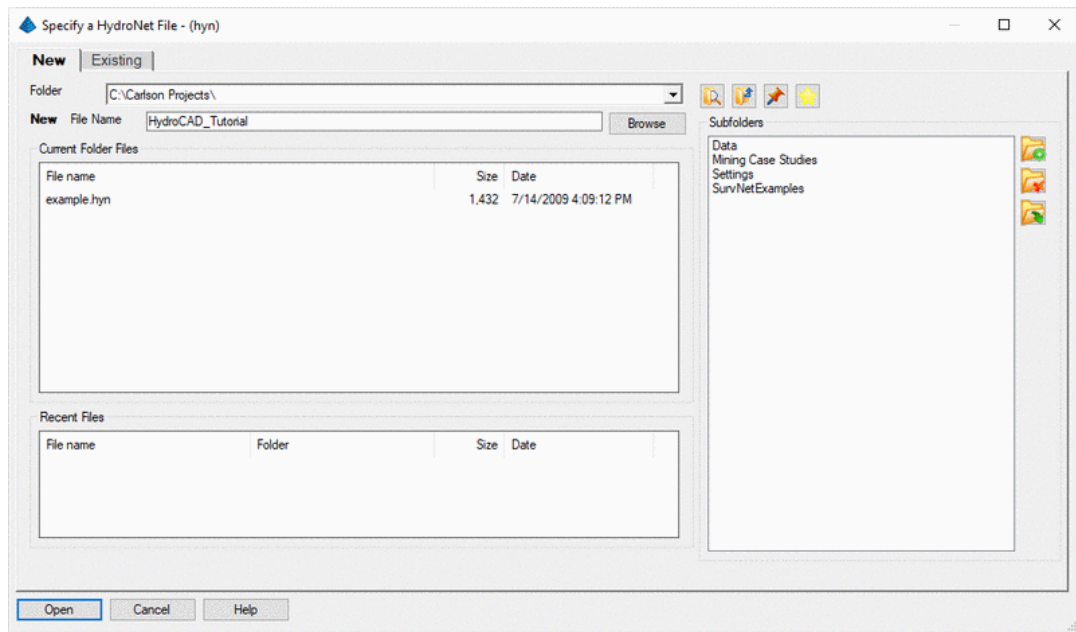 Specify a HydroNet File - (hyn)
New Existing
Folder C:\Carlson Projects\
New File Name HydroCAD_Tutorial Browse
Current Folder Files
File name Size Date
example.hyn 1,432 7/14/2009 4:09:12 PM
Recent Files
File name Folder Size Date
Subfolders
Data
Mining Case Studies
Settings
SurvNetExamples
Open Cancel Help